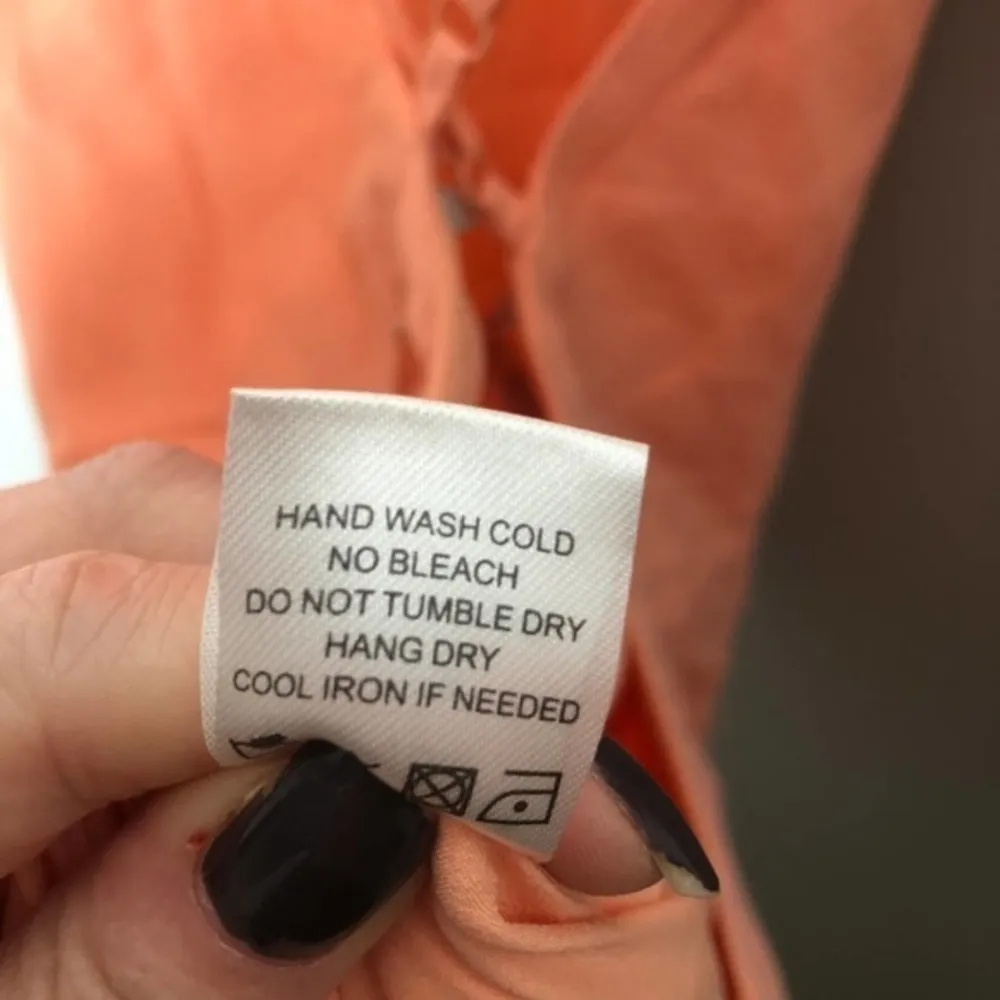 HAND WASH COLD
NO BLEACH
DO NOT TUMBLE DRY
HANG DRY
COOL IRON IF NEEDED